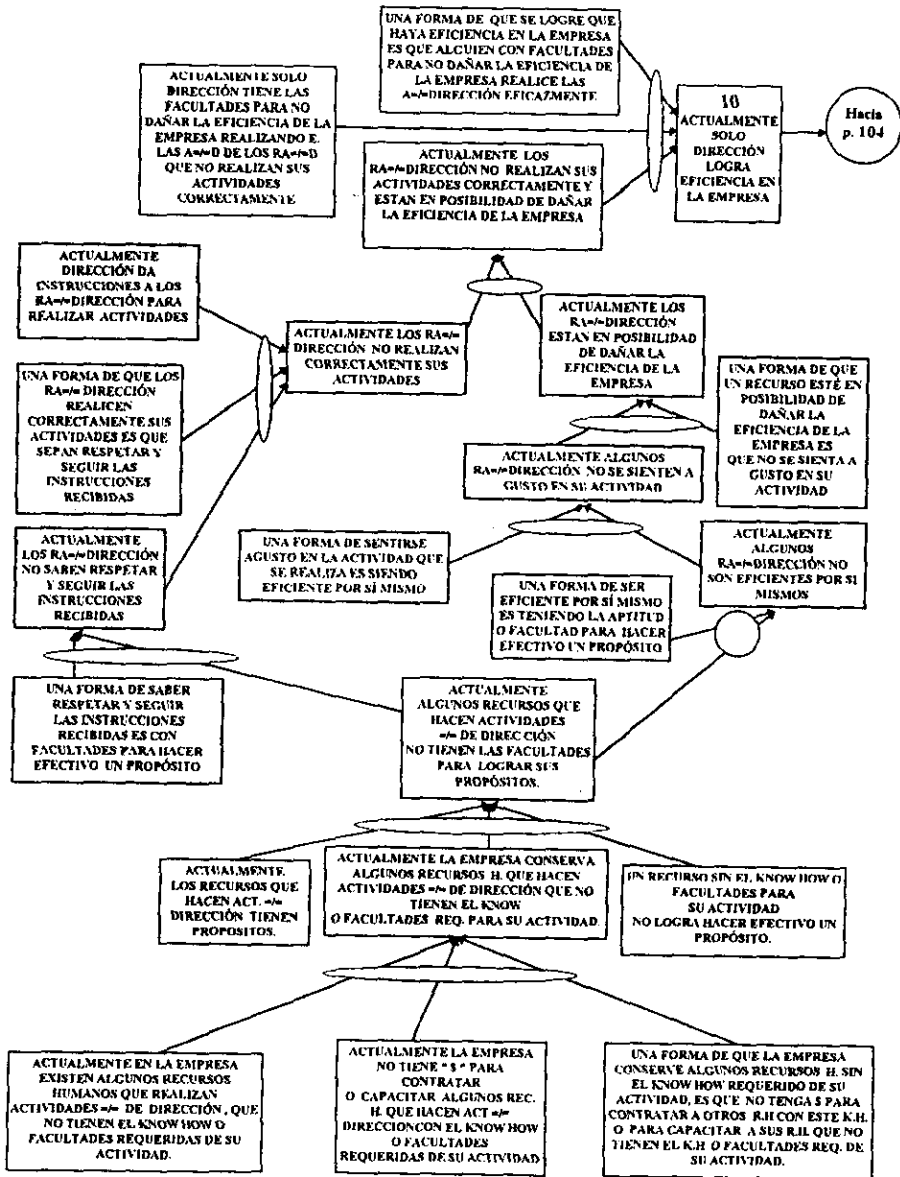 UNA FORMA DE QUE SE LOGRE QUE
HAYA EFICIENCIA EN LA EMPRESA
ES QUE ALGUIEN CON FACULTADES
PARA NO DAÑAR LA EFICIENCIA DE
LA EMPRESA REALICE LAS
A=/=DIRECCIÓN EFICAZMENTE
ACTUALMENTE SOLO
DIRECCIÓN TIENE LAS
FACULTADES PARA NO
DAÑAR LA EFICIENCIA DE LA
EMPRESA REALIZANDO E.
LAS A=/=D DE LOS RA=/=D
QUE NO REALIZAN SUS
ACTIVIDADES
CORRECTAMENTE
10
ACTUALMENTE
SOLO
DIRECCIÓN
LOGRA
EFICIENCIA EN
LA EMPRESA
Hacia
p. 104
ACTUALMENTE LOS
RA=/=DIRECCIÓN NO REALIZAN SUS
ACTIVIDADES CORRECTAMENTE Y
ESTAN EN POSIBILIDAD DE DAÑAR
LA EFICIENCIA DE LA EMPRESA
ACTUALMENTE
DIRECCIÓN DA
INSTRUCCIONES A LOS
RA=/=DIRECCIÓN PARA
REALIZAR ACTIVIDADES
ACTUALMENTE LOS RA=/=
DIRECCIÓN NO REALIZAN
CORRECTAMENTE SUS
ACTIVIDADES
ACTUALMENTE LOS
RA=/=DIRECCIÓN
ESTAN EN POSIBILIDAD
DE DAÑAR LA
EFICIENCIA DE LA
EMPRESA
UNA FORMA DE QUE LOS
RA=/= DIRECCIÓN
REALICEN
CORRECTAMENTE SUS
ACTIVIDADES ES QUE
SEPAN RESPETAR Y
SEGUIR LAS
INSTRUCCIONES
RECIBIDAS
UNA FORMA DE QUE
UN RECURSO ESTÉ EN
POSIBILIDAD DE
DAÑAR LA
EFICIENCIA DE LA
EMPRESA ES
QUE NO SE SIENTA A
GUSTO EN SU
ACTIVIDAD
ACTUALMENTE ALGUNOS
RA=/=DIRECCIÓN NO SE SIENTEN A
GUSTO EN SU ACTIVIDAD
ACTUALMENTE
LOS RA=/=DIRECCIÓN
NO SABEN RESPETAR
Y SEGUIR LAS
INSTRUCCIONES
RECIBIDAS
UNA FORMA DE SENTIRSE
AGUSTO EN LA ACTIVIDAD QUE
SE REALIZA ES SIENDO
EFICIENTE POR SÍ MISMO
ACTUALMENTE
ALGUNOS
RA=/=DIRECCIÓN NO
SON EFICIENTES POR SI
MISMOS
UNA FORMA DE SER
EFICIENTE POR SÍ MISMO
ES TENIENDO LA APTITUD
O FACULTAD PARA HACER
EFECTIVO UN PROPÓSITO
UNA FORMA DE SABER
RESPETAR Y SEGUIR
LAS INSTRUCCIONES
RECIBIDAS ES CON
FACULTADES PARA HACER
EFECTIVO UN PROPÓSITO
ACTUALMENTE
ALGUNOS RECURSOS QUE
HACEN ACTIVIDADES
=/= DE DIREC CIÓN
NO TIENEN LAS FACULTADES
PARA LOGRAR SUS
PROPÓSITOS.
ACTUALMENTE
LOS RECURSOS QUE
HACEN ACT. =/=
DIRECCIÓN TIENEN
PROPOSITOS.
ACTUALMENTE LA EMPRESA CONSERVA
ALGUNOS RECURSOS H. QUE HACEN
ACTIVIDADES =/= DE DIRECCIÓN QUE NO
TIENEN EL KNOW
O FACULTADES REQ. PARA SU ACTIVIDAD.
UN RECURSO SIN EL KNOW HOW O
FACULTADES PARA
SU ACTIVIDAD
NO LOGRA HACER EFECTIVO UN
PROPÓSITO.
ACTUALMENTE EN LA EMPRESA
EXISTEN ALGUNOS RECURSOS
HUMANOS QUE REALIZAN
ACTIVIDADES =/= DE DIRECCIÓN, QUE
NO TIENEN EL KNOW HOW O
FACULTADES REQUERIDAS DE SU
ACTIVIDAD.
ACTUALMENTE LA EMPRESA
NO TIENE "$" PARA
CONTRATAR
O CAPACITAR ALGUNOS REC.
H. QUE HACEN ACT =/=
DIRECCIONCON EL KNOW HOW
O FACULTADES
REQUERIDAS DE SU ACTIVIDAD
UNA FORMA DE QUE LA EMPRESA
CONSERVE ALGUNOS RECURSOS H. SIN
EL KNOW HOW REQUERIDO DE SU
ACTIVIDAD, ES QUE NO TENGA $ PARA
CONTRATAR A OTROS R.H CON ESTE K.H.
O PARA CAPACITAR A SUS R.H. QUE NO
TIENEN EL K.H O FACULTADES REQ. DE
SU ACTIVIDAD.